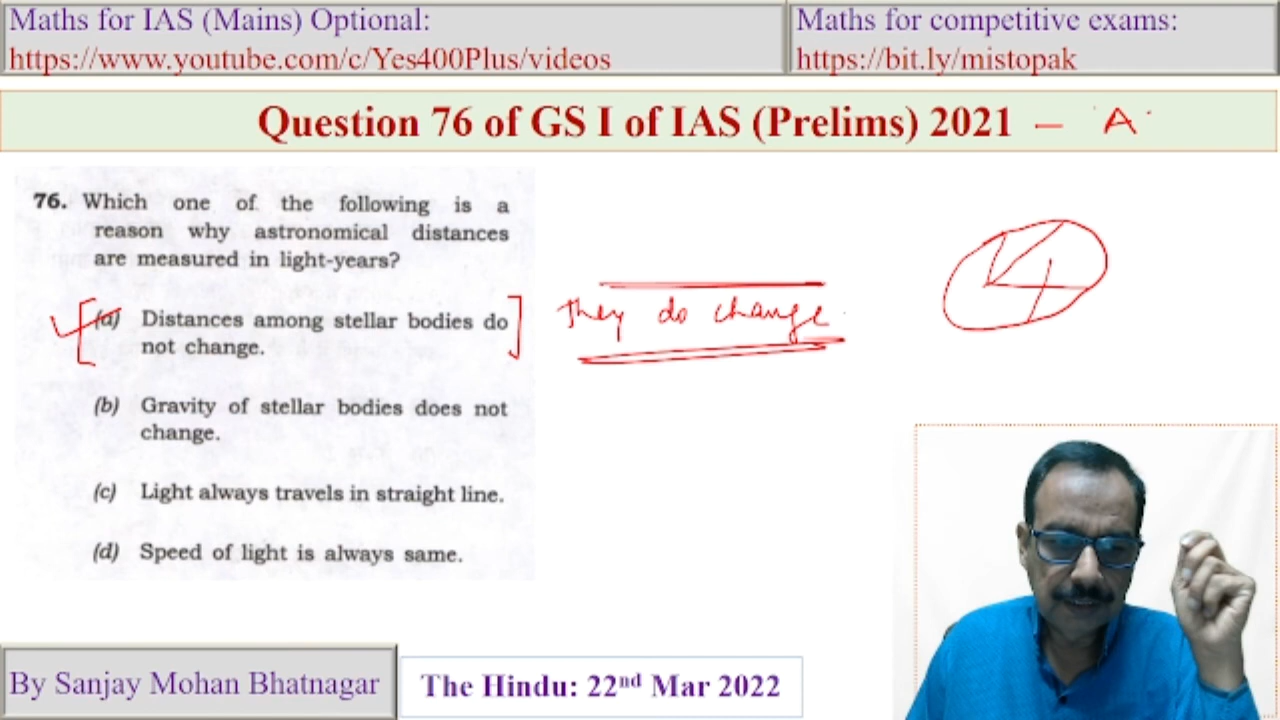 Maths for IAS (Mains) Optional:
https://www.youtube.com/c/Yes400Plus/videos
Maths for competitive exams:
https://bit.ly/mistopak
Question 76 of GS I of IAS (Prelims) 2021 – A
76. Which one of the following is a
reason why astronomical distances
are measured in light-years?
(a) Distances among stellar bodies do
not change.
They do change
(b) Gravity of stellar bodies does not
change.
(c) Light always travels in straight line.
(d) Speed of light is always same.
By Sanjay Mohan Bhatnagar
The Hindu: 22nd Mar 2022